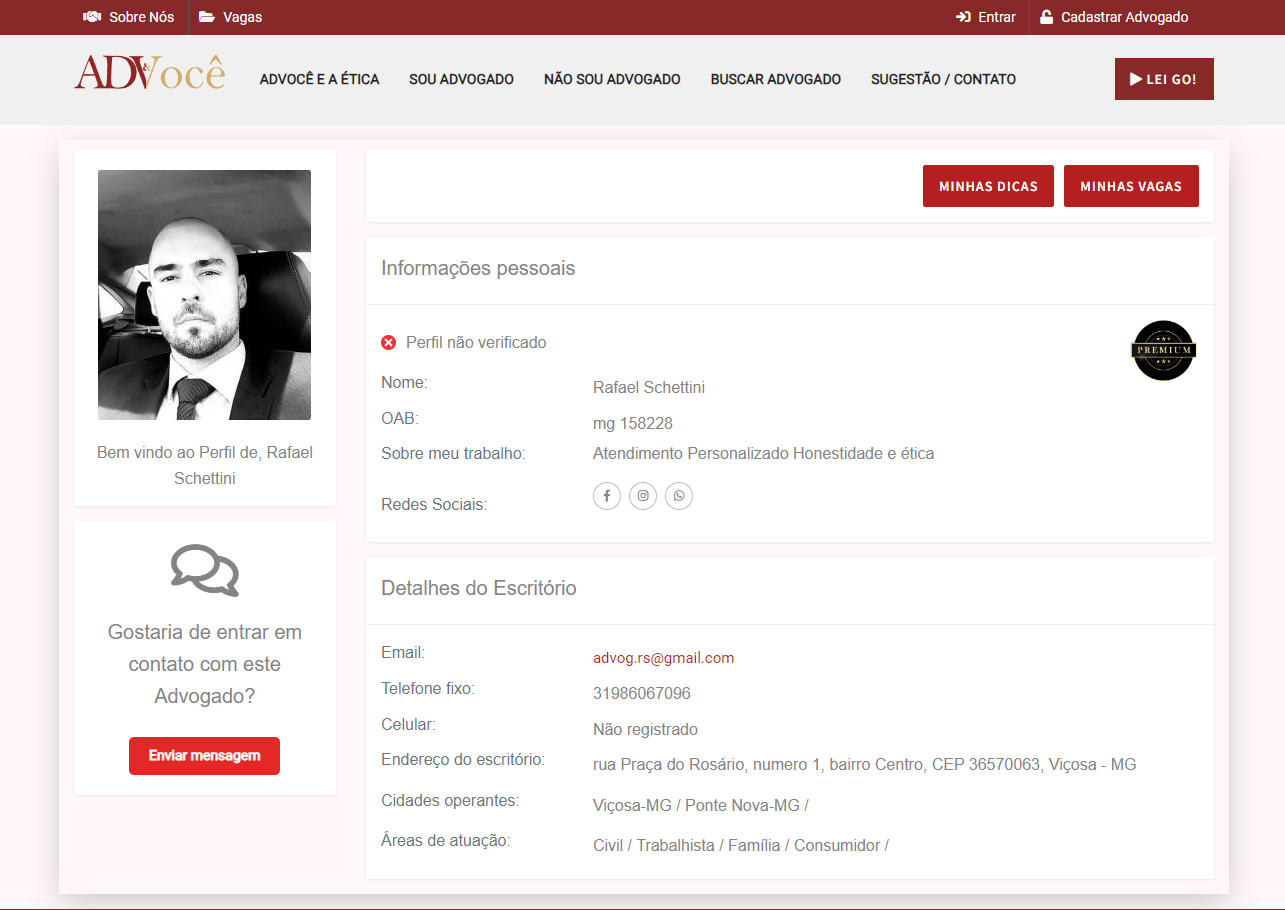 Sobre Nós
Vagas
Entrar
Cadastrar Advogado
ADV&Você
ADVOCÊ E A ÉTICA
SOU ADVOGADO
NÃO SOU ADVOGADO
BUSCAR ADVOGADO
SUGESTÃO / CONTATO
LEI GO!
Bem vindo ao Perfil de, Rafael
Schettini
Gostaria de entrar em
contato com este
Advogado?
Enviar mensagem
MINHAS DICAS
MINHAS VAGAS
Informações pessoais
Perfil não verificado
PREMIUM
Nome:
Rafael Schettini
OAB:
mg 158228
Sobre meu trabalho:
Atendimento Personalizado Honestidade e ética
Redes Sociais:
Detalhes do Escritório
Email:
advog.rs@gmail.com
Telefone fixo:
31986067096
Celular:
Não registrado
Endereço do escritório:
rua Praça do Rosário, numero 1, bairro Centro, CEP 36570063, Viçosa - MG
Cidades operantes:
Viçosa-MG / Ponte Nova-MG /
Áreas de atuação:
Civil / Trabalhista / Família / Consumidor /